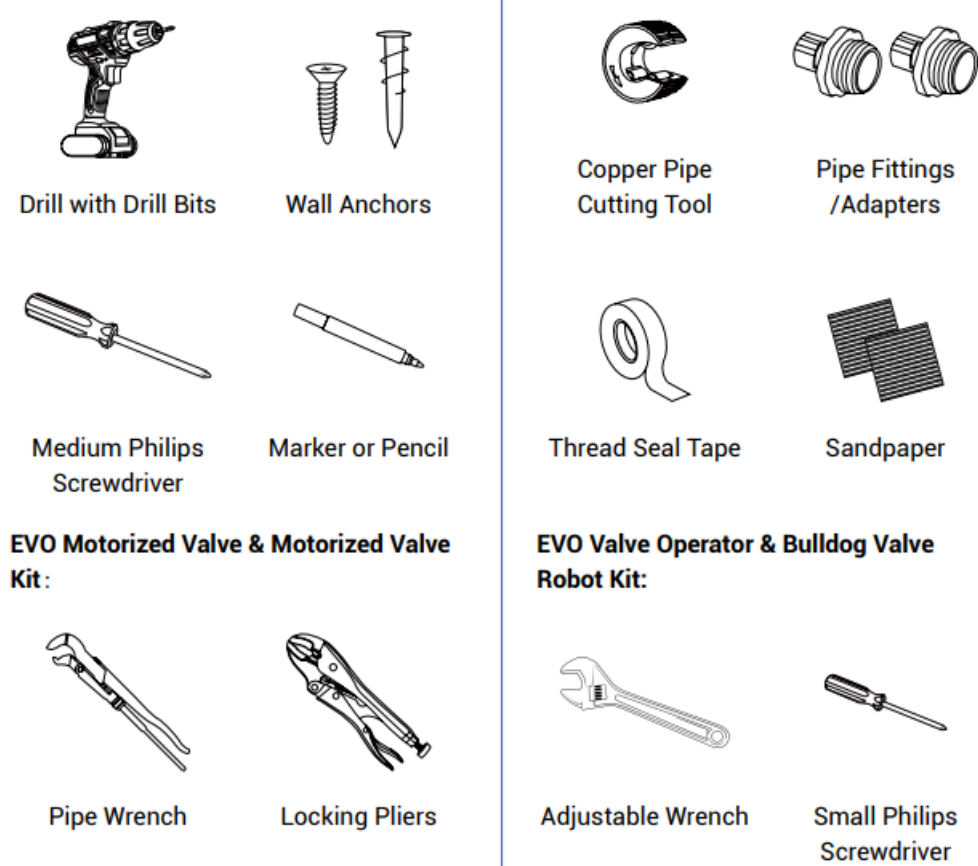 Drill with Drill Bits
Wall Anchors
Medium Philips
Screwdriver
Marker or Pencil
EVO Motorized Valve & Motorized Valve
Kit:
Pipe Wrench
Locking Pliers
Copper Pipe
Cutting Tool
Pipe Fittings
/Adapters
Thread Seal Tape
Sandpaper
EVO Valve Operator & Bulldog Valve
Robot Kit:
Adjustable Wrench
Small Philips
Screwdriver